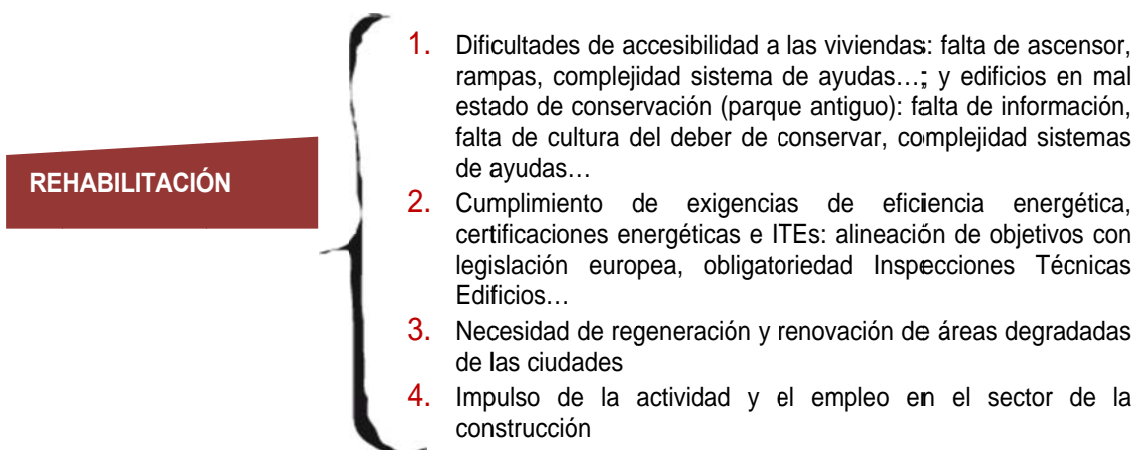 REHABILITACIÓN
1. Dificultades de accesibilidad a las viviendas: falta de ascensor,
rampas, complejidad sistema de ayudas…; y edificios en mal
estado de conservación (parque antiguo): falta de información,
falta de cultura del deber de conservar, complejidad sistemas
de ayudas…
2. Cumplimiento de exigencias de eficiencia energética,
certificaciones energéticas e ITEs: alineación de objetivos con
legislación europea, obligatoriedad Inspecciones Técnicas
Edificios…
3. Necesidad de regeneración y renovación de áreas degradadas
de las ciudades
4. Impulso de la actividad y el empleo en el sector de la
construcción